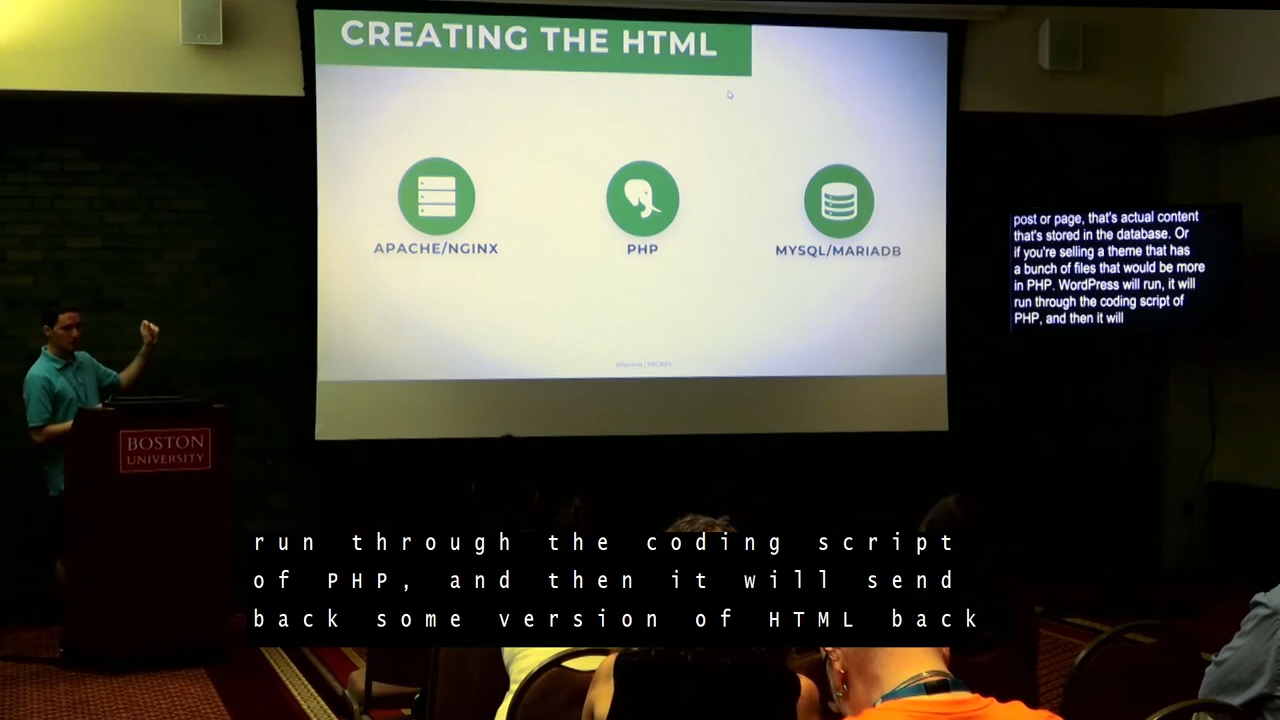 CREATING THE HTML
APACHE/NGINX
PHP
MYSQL/MARIADB
post or page, that's actual content
that's stored in the database. Or
if you're selling a theme that has
a bunch of files that would be more
in PHP. WordPress will run, it will
run through the coding script of
PHP, and then it will
BOSTON
UNIVERSITY
run through the coding script
of PHP, and then it will send
back some version of HTML back